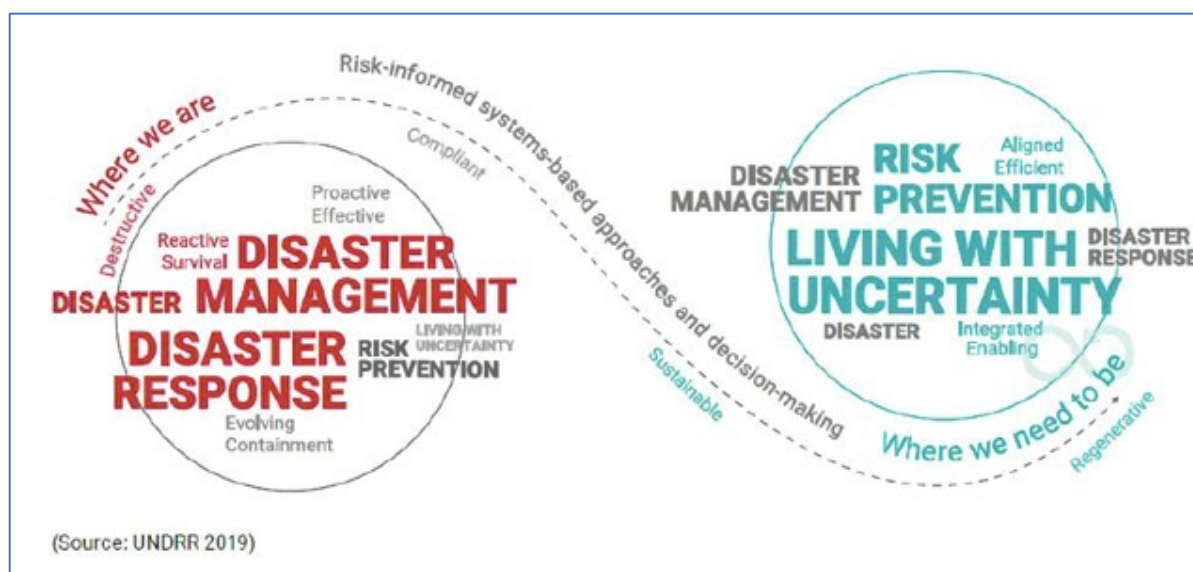 Where we are
Destructive
Risk-informed systems-based approaches and decision-making
Compliant
Proactive
Effective
Reactive
Survival
DISASTER
DISASTER
MANAGEMENT
DISASTER
RESPONSE
RISK
PREVENTION
LIVING WITH
UNCERTAINTY
Evolving
Containment
Sustainable
DISASTER
MANAGEMENT
RISK
PREVENTION
Aligned
Efficient
LIVING WITH
UNCERTAINTY
DISASTER
RESPONSE
DISASTER
Integrated
Enabling
Where we need to be
Regenerative
(Source: UNDRR 2019)